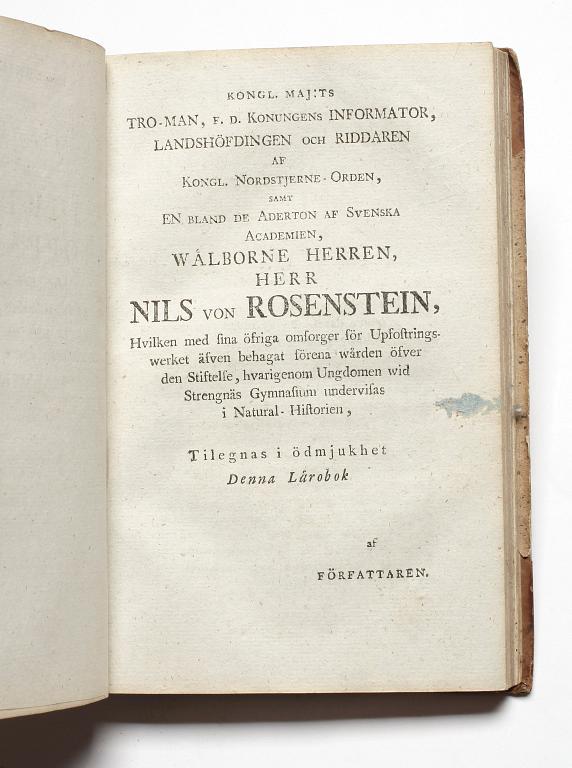 KONGL. MAJ:TS
TRO-MAN, F. D. KONUNGENS INFORMATOR,
LANDSHÖFDINGEN OCH RIDDAREN
AF
KONGL. NORDSTJERNE-ORDEN,
SAMT
EN BLAND DE ADERTON AF SVENSKA
ACADEMIEN,
WÅLBORNE HERREN,
HERR
NILS VON ROSENSTEIN,
Hvilken med ſina öfriga omſorger för Upfoſtrings-
werket äfven behagat förena wården öfver
den Stiftelſe, hvarigenom Ungdomen wid
Strengnäs Gymnaſium underviſas
i Natural-Hiſtorien,
Tilegnas i ödmjukhet
Denna Lårobok
af
FÖRFATTAREN.